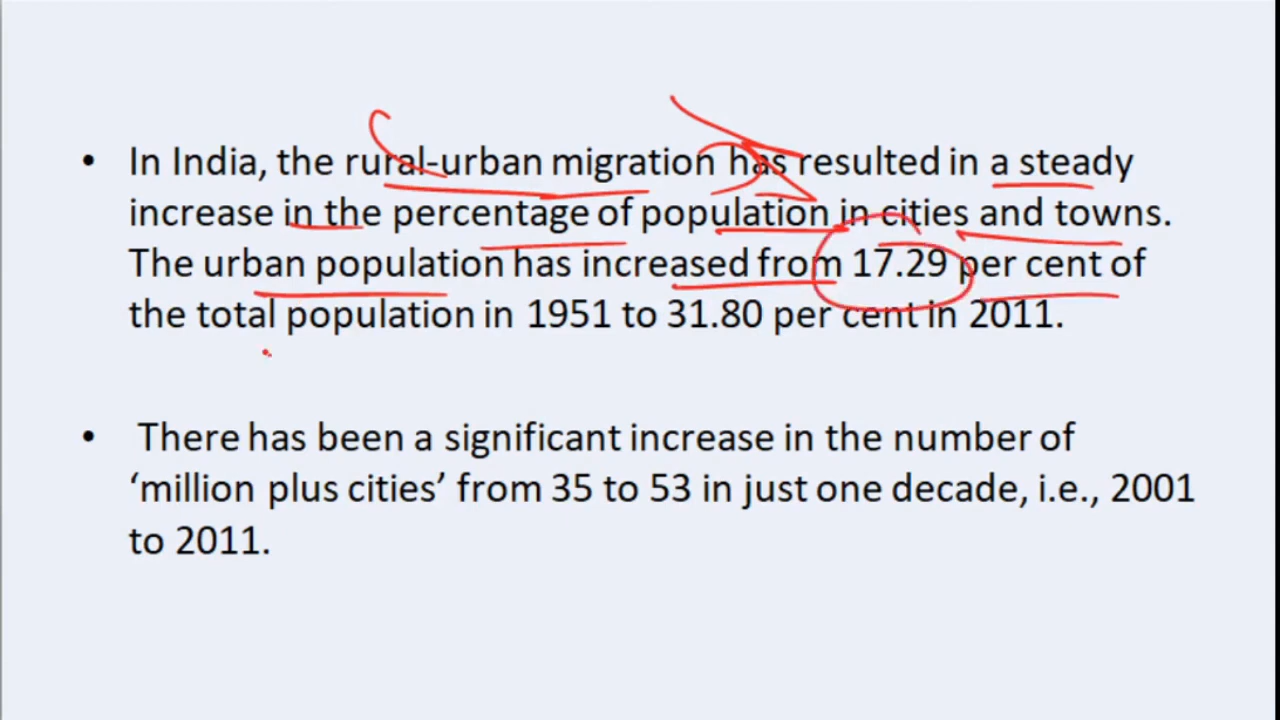 • In India, the rural-urban migration has resulted in a steady
increase in the percentage of population in cities and towns.
The urban population has increased from 17.29 per cent of
the total population in 1951 to 31.80 per cent in 2011.
• There has been a significant increase in the number of
‘million plus cities’ from 35 to 53 in just one decade, i.e., 2001
to 2011.